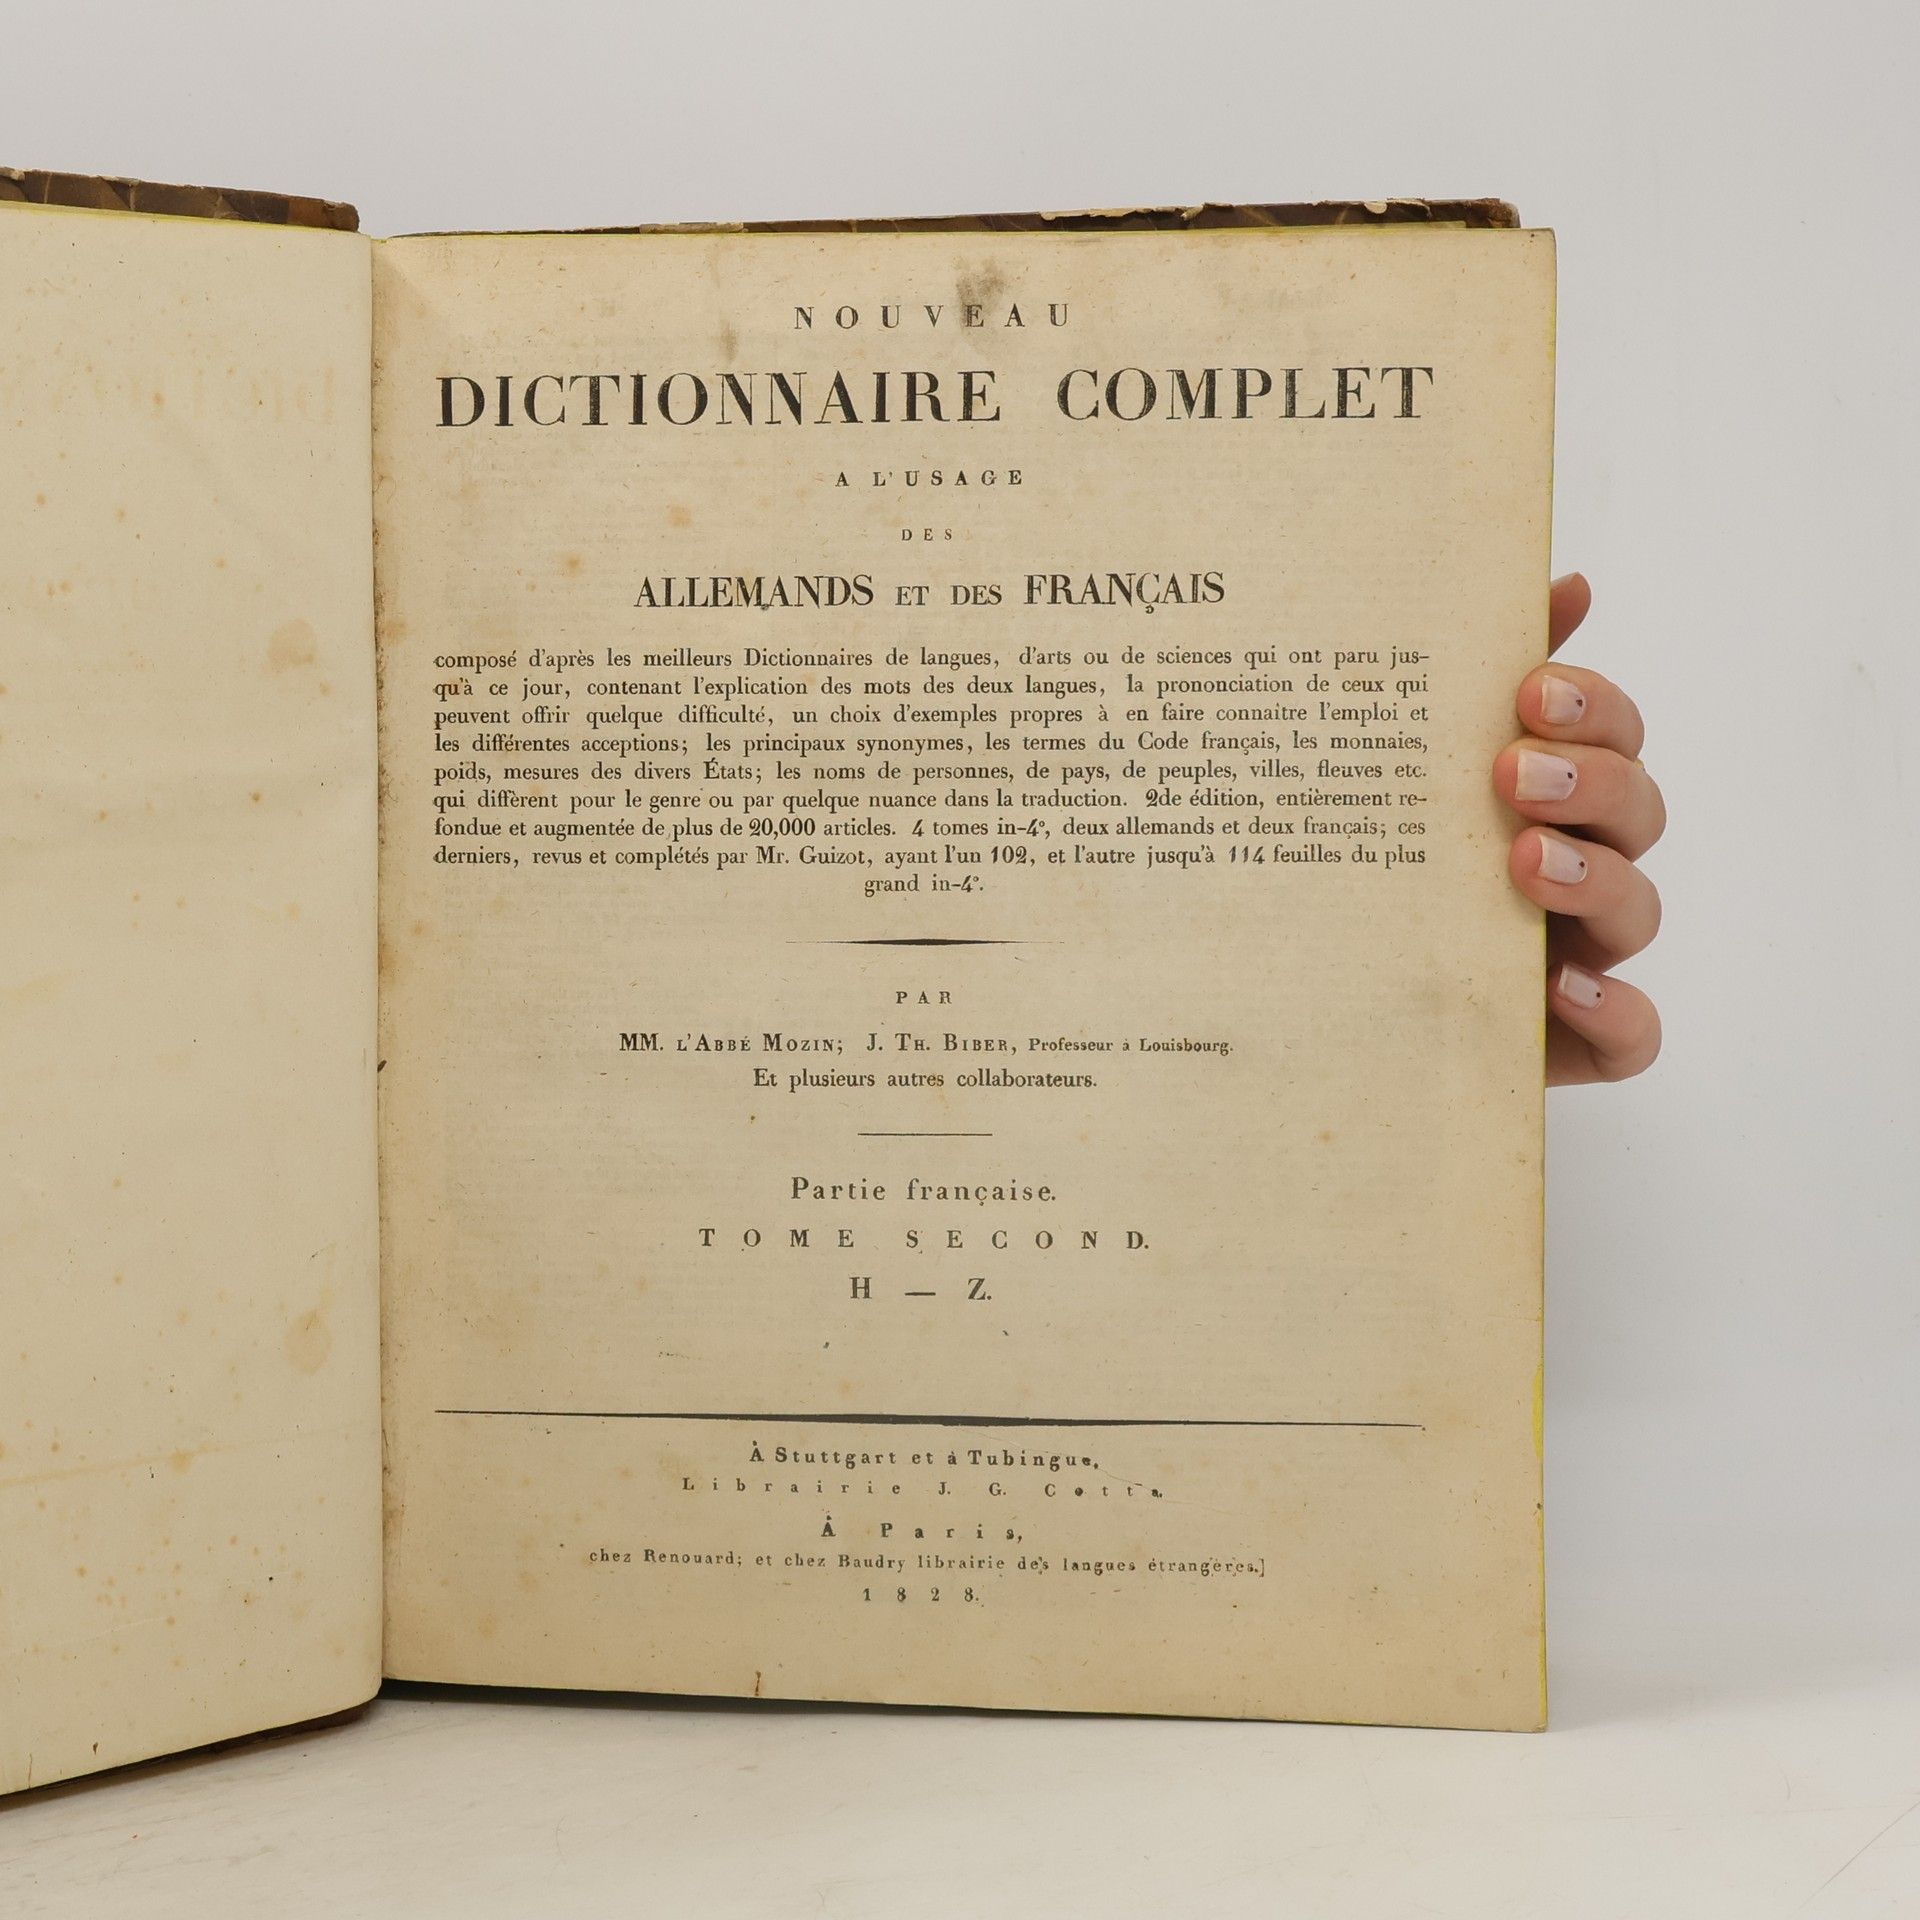 NOUVEAU
DICTIONNAIRE COMPLET
A L'USAGE
DES
ALLEMANDS ET DES FRANÇAIS
composé d'après les meilleurs Dictionnaires de langues, d'arts ou de sciences qui ont paru jus-
qu'à ce jour, contenant l'explication des mots des deux langues, la prononciation de ceux qui
peuvent offrir quelque difficulté, un choix d'exemples propres à en faire connaître l'emploi et
les différentes acceptions; les principaux synonymes, les termes du Code français, les monnaies,
poids, mesures des divers États; les noms de personnes, de pays, de peuples, villes, fleuves etc.
qui diffèrent pour le genre ou par quelque nuance dans la traduction. 2de édition, entièrement re-
fondue et augmentée de plus de 20,000 articles. 4 tomes in-4°, deux allemands et deux français; ces
derniers, revus et complétés par Mr. Guizot, ayant l'un 102, et l'autre jusqu'à 114 feuilles du plus
grand in-4°.
PAR
MM. L'ABBÉ MOZIN; J. TH. BIBER, Professeur à Louisbourg.
Et plusieurs autres collaborateurs.
Partie française.
TOME SECOND.
H — Z.
À Stuttgart et à Tubingue,
Librairie J. G. Cotta.
À Paris,
chez Renouard; et chez Baudry librairie des langues étrangères.]
1828.